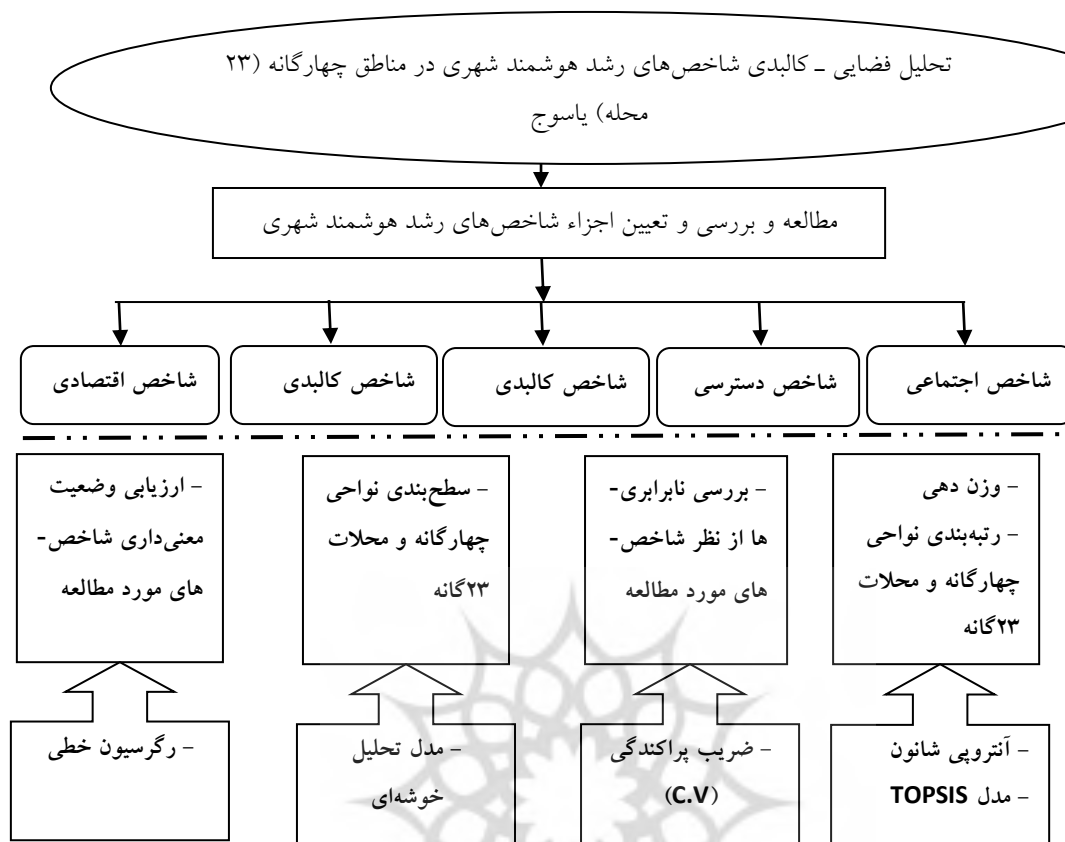 تحلیل فضایی ـ کالبدی شاخص‌های رشد هوشمند شهری در مناطق چهارگانه (۲۳
محله) یاسوج
مطالعه و بررسی و تعیین اجزاء شاخص‌های رشد هوشمند شهری
شاخص اجتماعی
شاخص دسترسی
شاخص کالبدی
شاخص کالبدی
شاخص اقتصادی
- وزن دهی
- رتبه‌بندی نواحی
چهارگانه و محلات
۲۳گانه
- بررسی نابرابری-
ها از نظر شاخص-
های مورد مطالعه
- سطح‌بندی نواحی
چهارگانه و محلات
۲۳گانه
- ارزیابی وضعیت
معنی‌داری شاخص-
های مورد مطالعه
- آنتروپی شانون
- مدل TOPSIS
- ضریب پراکندگی
(C.V)
- مدل تحلیل
خوشه‌ای
- رگرسیون خطی